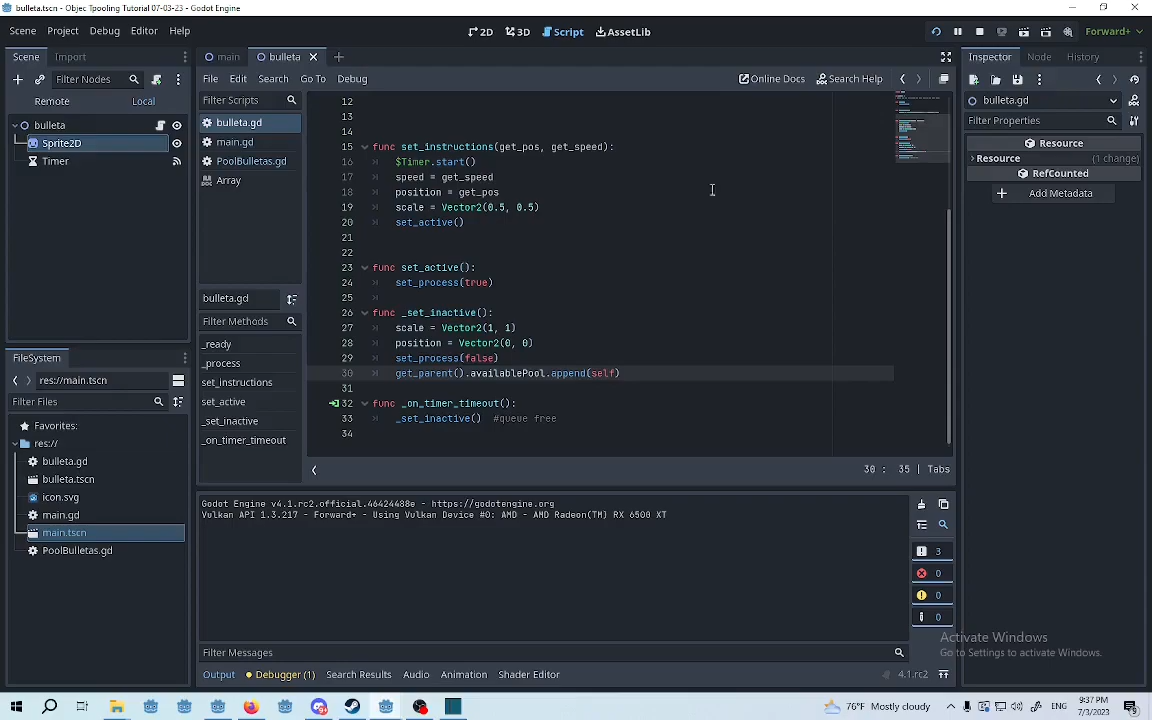 bulleta.tscn - Objec Tpooling Tutorial 07-03-23 - Godot Engine
Scene Project Debug Editor Help
2D 3D Script AssetLib
Forward+
Scene Import
Filter Nodes
Remote Local
bulleta
Sprite2D
Timer
FileSystem
res://main.tscn
Filter Files
Favorites:
res://
bulleta.gd
bulleta.tscn
icon.svg
main.gd
main.tscn
PoolBulletas.gd
main bulleta
File Edit Search Go To Debug
Online Docs Search Help
Filter Scripts
bulleta.gd
main.gd
PoolBulletas.gd
Array
bulleta.gd
Filter Methods
_ready
_process
set_instructions
set_active
_set_inactive
_on_timer_timeout
12
13
14
15 func set_instructions(get_pos, get_speed):
16 $Timer.start()
17 speed = get_speed
18 position = get_pos
19 scale = Vector2(0.5, 0.5)
20 set_active()
21
22
23 func set_active():
24 set_process(true)
25
26 func _set_inactive():
27 scale = Vector2(1, 1)
28 position = Vector2(0, 0)
29 set_process(false)
30 get_parent().availablePool.append(self)
31
32 func _on_timer_timeout():
33 _set_inactive() #queue free
34
30 : 35 | Tabs
Godot Engine v4.1.rc2.official.46424488e - https://godotengine.org
Vulkan API 1.3.217 - Forward+ - Using Vulkan Device #0: AMD - AMD Radeon(TM) RX 6500 XT
3
0
0
0
Filter Messages
Output Debugger (1) Search Results Audio Animation Shader Editor
4.1.rc2
Inspector Node History
bulleta.gd
Filter Properties
Resource
Resource (1 change)
RefCounted
Add Metadata
Activate Windows
Go to Settings to activate Windows.
76°F Mostly cloudy
ENG
9:37 PM
7/3/2023